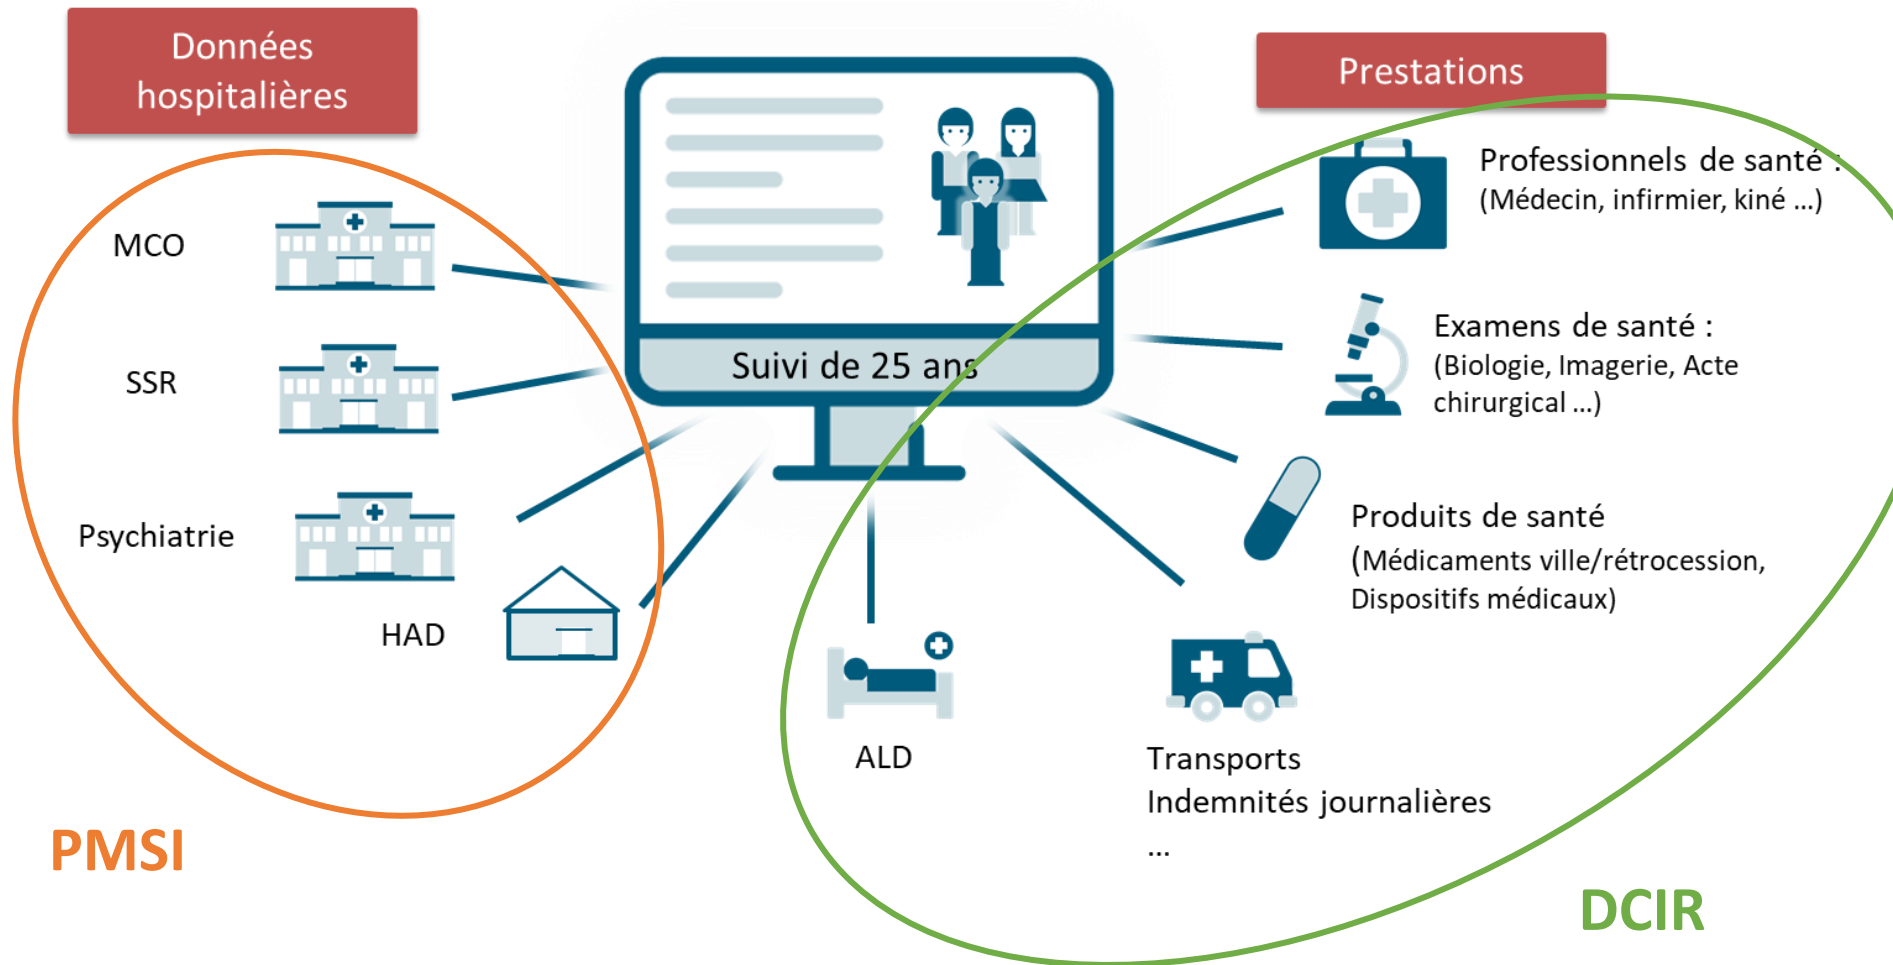 Données
hospitalières
MCO
SSR
Psychiatrie
HAD
PMSI
Suivi de 25 ans
ALD
Prestations
Professionnels de santé :
(Médecin, infirmier, kiné ...)
Examens de santé :
(Biologie, Imagerie, Acte
chirurgical ...)
Produits de santé
(Médicaments ville/rétrocession,
Dispositifs médicaux)
Transports
Indemnités journalières
...
DCIR